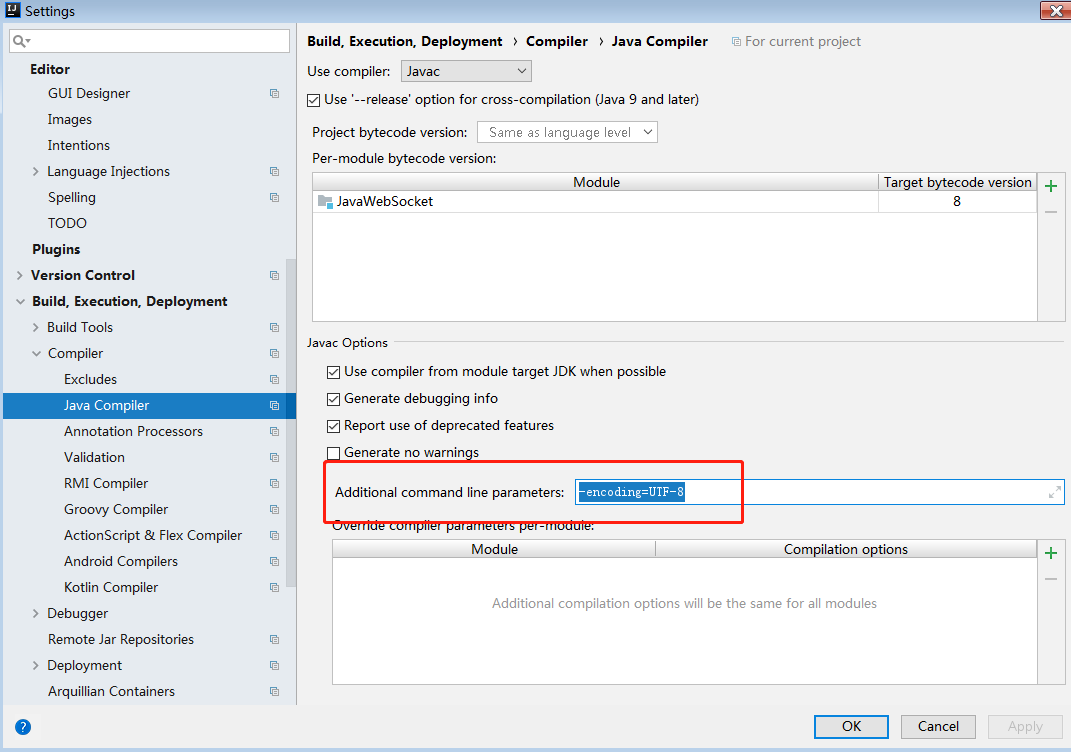 Settings
Editor
GUI Designer
Images
Intentions
Language Injections
Spelling
TODO
Plugins
Version Control
Build, Execution, Deployment
Build Tools
Compiler
Excludes
Java Compiler
Annotation Processors
Validation
RMI Compiler
Groovy Compiler
ActionScript & Flex Compiler
Android Compilers
Kotlin Compiler
Debugger
Remote Jar Repositories
Deployment
Arquillian Containers
Build, Execution, Deployment › Compiler › Java Compiler For current project
Use compiler: Javac
Use '--release' option for cross-compilation (Java 9 and later)
Project bytecode version: Same as language level
Per-module bytecode version:
Module Target bytecode version
JavaWebSocket 8
Javac Options
Use compiler from module target JDK when possible
Generate debugging info
Report use of deprecated features
Generate no warnings
Additional command line parameters: -encoding=UTF-8
Override compiler parameters per-module:
Module Compilation options
Additional compilation options will be the same for all modules
? OK Cancel Apply